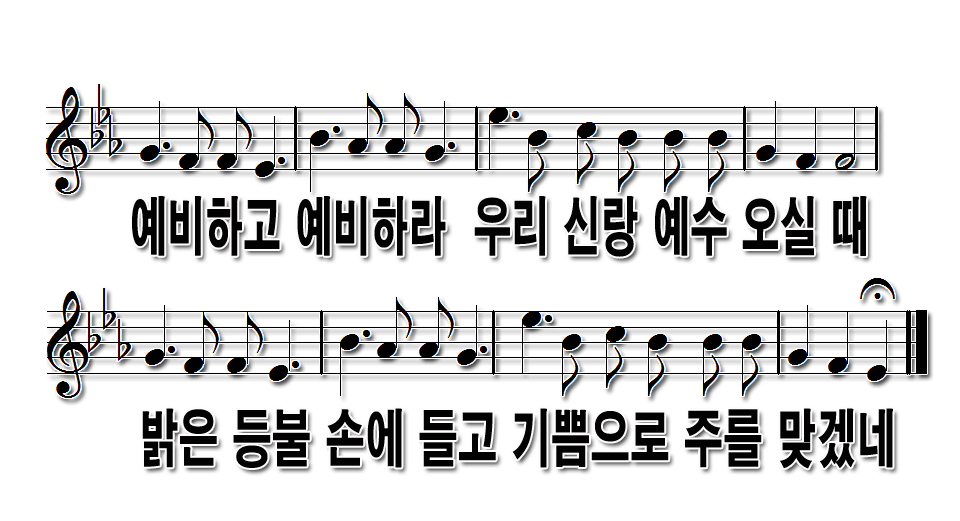 예비하고 예비하라 우리 신랑 예수 오실 때
밝은 등불 손에 들고 기쁨으로 주를 맞겠네